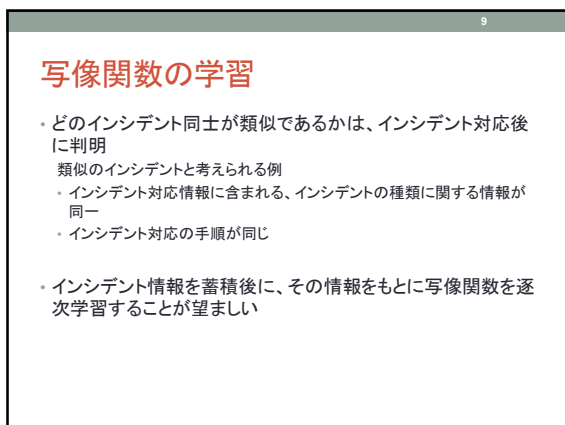 9
写像関数の学習
• どのインシデント同士が類似であるかは、インシデント対応後
に判明
類似のインシデントと考えられる例
• インシデント対応情報に含まれる、インシデントの種類に関する情報が
同一
• インシデント対応の手順が同じ
• インシデント情報を蓄積後に、その情報をもとに写像関数を逐
次学習することが望ましい